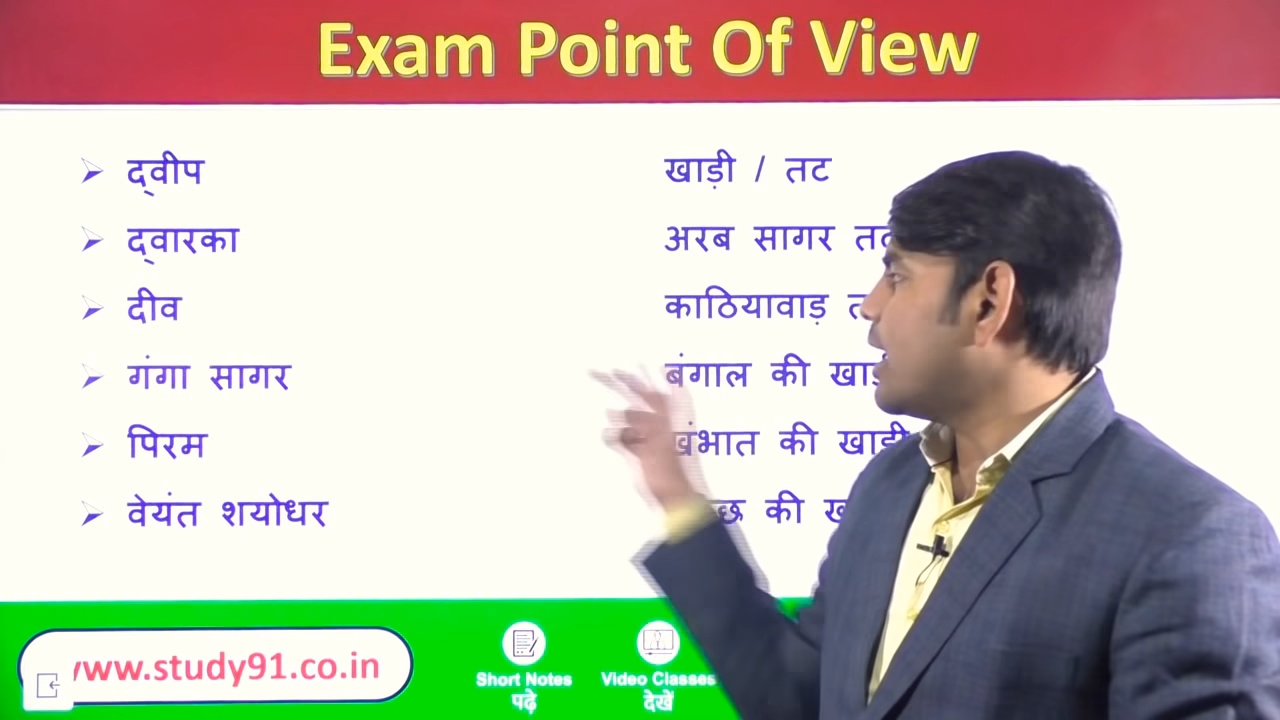 Exam Point Of View
द्वीप खाड़ी / तट
द्वारका अरब सागर
दीव काठियावाड़
गंगा सागर बंगाल की
पिरम खंभात की खाड़ी
वेयंत शयोधर की
www.study91.co.in
Short Notes Video Classes
पढ़े देखें